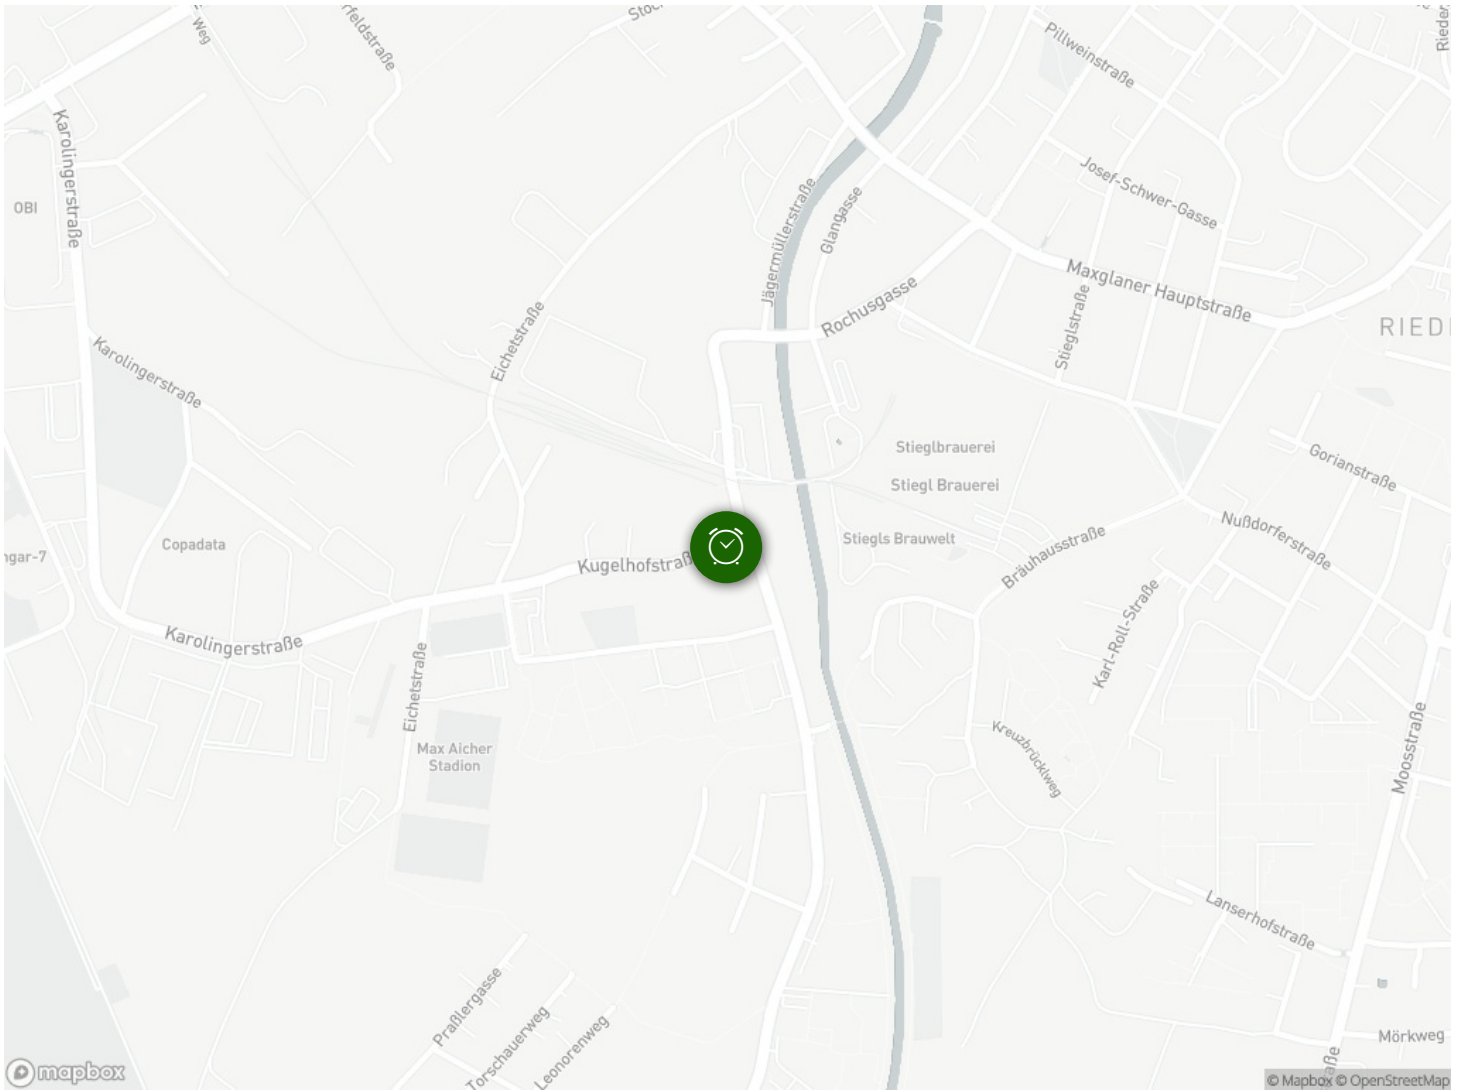 Weg
Pillweinstraße
Karolingerstraße
OBI
Josef-Schwer-Gasse
Jägermüllerstraße
Glangasse
Maxglaner Hauptstraße
Rochusgasse
Stieglstraße
Eichetstraße
Karolingerstraße
Stieglbrauerei
Stiegl Brauerei
Gorianstraße
Copadata
Stiegls Brauwelt
Nußdorferstraße
Bräuhausstraße
Kugelhofstraß
Karolingerstraße
Karl-Roll-Straße
Eichetstraße
Max Aicher
Stadion
Kreuzbrücklweg
Moosstraße
Lanserhofstraße
Praßlergasse
Torschauerweg
Leonorenweg
Mörkweg
mapbox
© Mapbox © OpenStreetMap